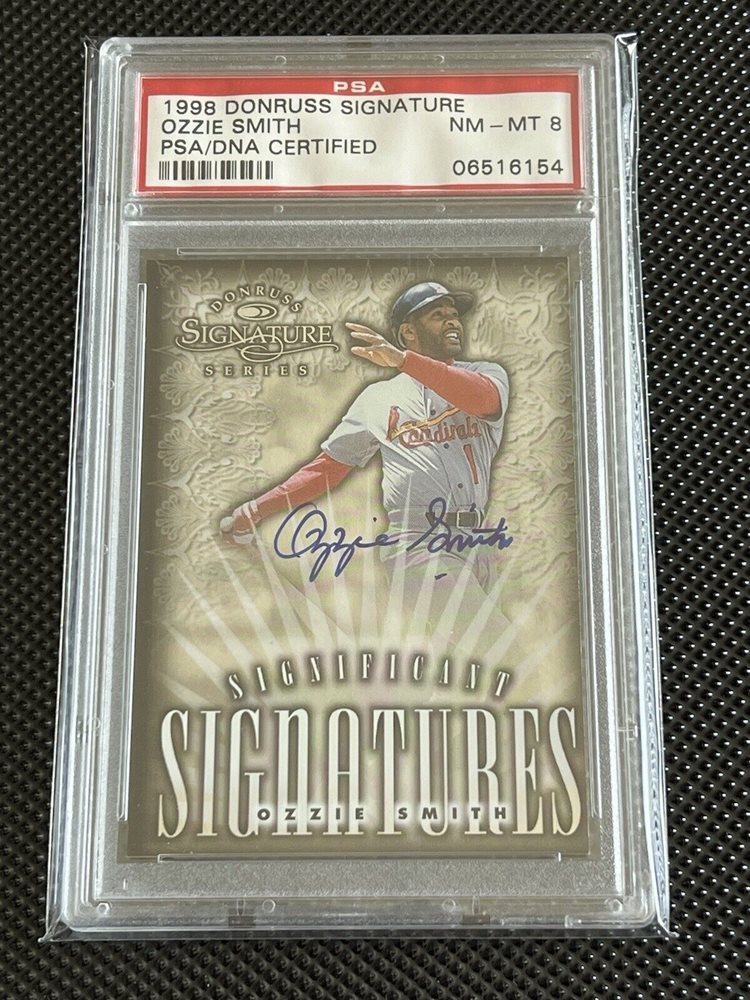 PSA
1998 DONRUSS SIGNATURE
OZZIE SMITH NM-MT 8
PSA/DNA CERTIFIED
06516154
DONRUSS
SIGNATURE
SERIES
Cardinals
1
Ozzie Smith
SIGNIFICANT
SIGNATURES
OZZIE SMITH